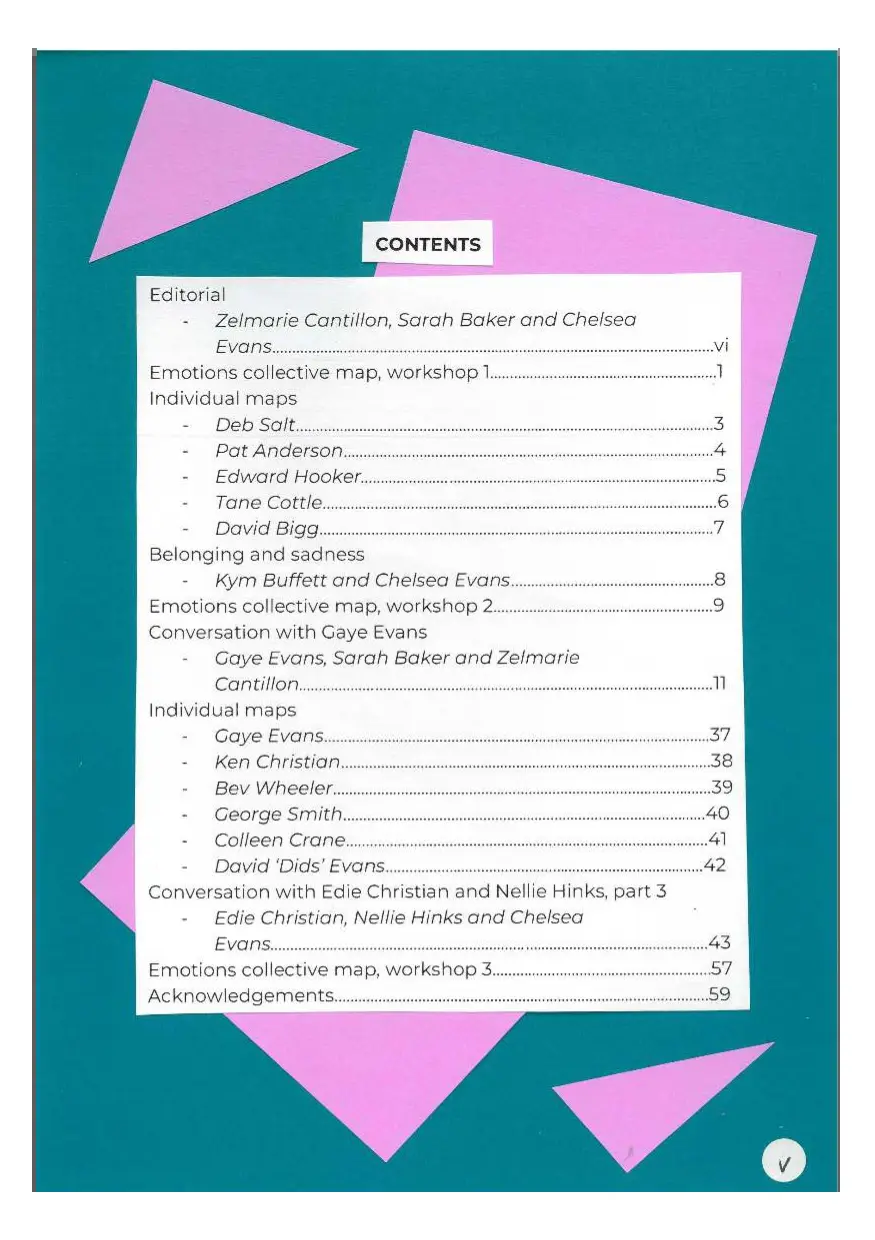 CONTENTS
Editorial
- Zelmarie Cantillon, Sarah Baker and Chelsea
Evans....................vi
Emotions collective map, workshop 1....................1
Individual maps
- Deb Salt....................3
- Pat Anderson....................4
- Edward Hooker....................5
- Tane Cottle....................6
- David Bigg....................7
Belonging and sadness
- Kym Buffett and Chelsea Evans....................8
Emotions collective map, workshop 2....................9
Conversation with Gaye Evans
- Gaye Evans, Sarah Baker and Zelmarie
Cantillon....................11
Individual maps
- Gaye Evans....................37
- Ken Christian....................38
- Bev Wheeler....................39
- George Smith....................40
- Colleen Crane....................41
- David ‘Dids’ Evans....................42
Conversation with Edie Christian and Nellie Hinks, part 3
- Edie Christian, Nellie Hinks and Chelsea
Evans....................43
Emotions collective map, workshop 3....................57
Acknowledgements....................59
v